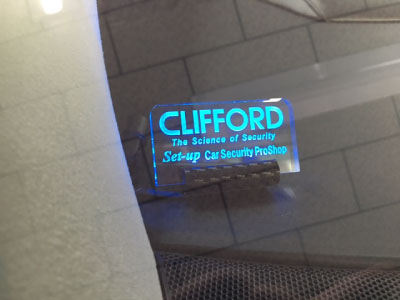 CLIFFORD
The Science of Security
Set-up Car Security ProShop